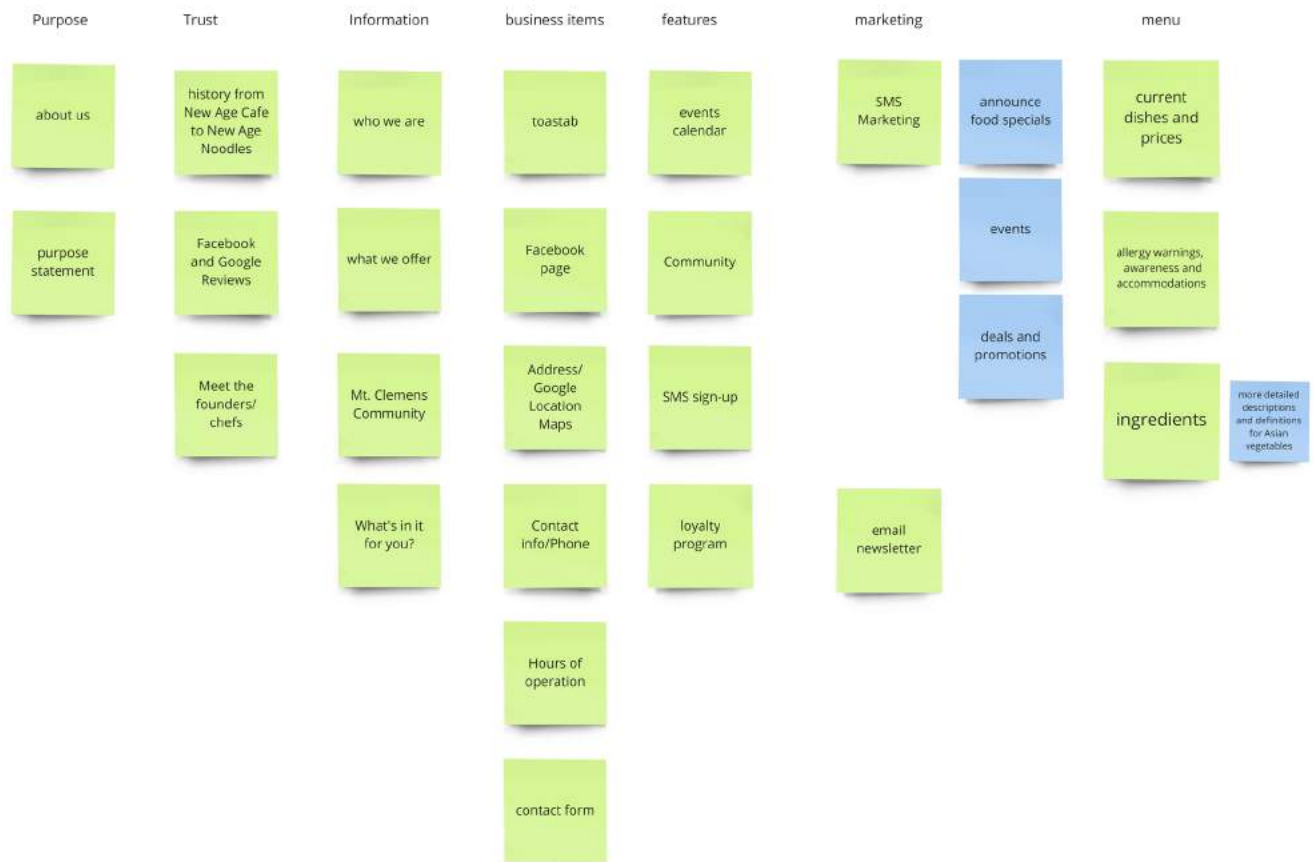 Purpose
Trust
Information
business items
features
marketing
menu
about us
purpose
statement
history from
New Age Cafe
to New Age
Noodles
Facebook
and Google
Reviews
Meet the
founders/
chefs
who we are
what we offer
Mt. Clemens
Community
What's in it
for you?
toastab
Facebook
page
Address/
Google
Location
Maps
Contact
info/Phone
Hours of
operation
contact form
events
calendar
Community
SMS sign-up
loyalty
program
SMS
Marketing
announce
food specials
events
deals and
promotions
email
newsletter
current
dishes and
prices
allergy warnings,
awareness and
accommodations
ingredients
more detailed
descriptions
and definitions
for Asian
vegetables